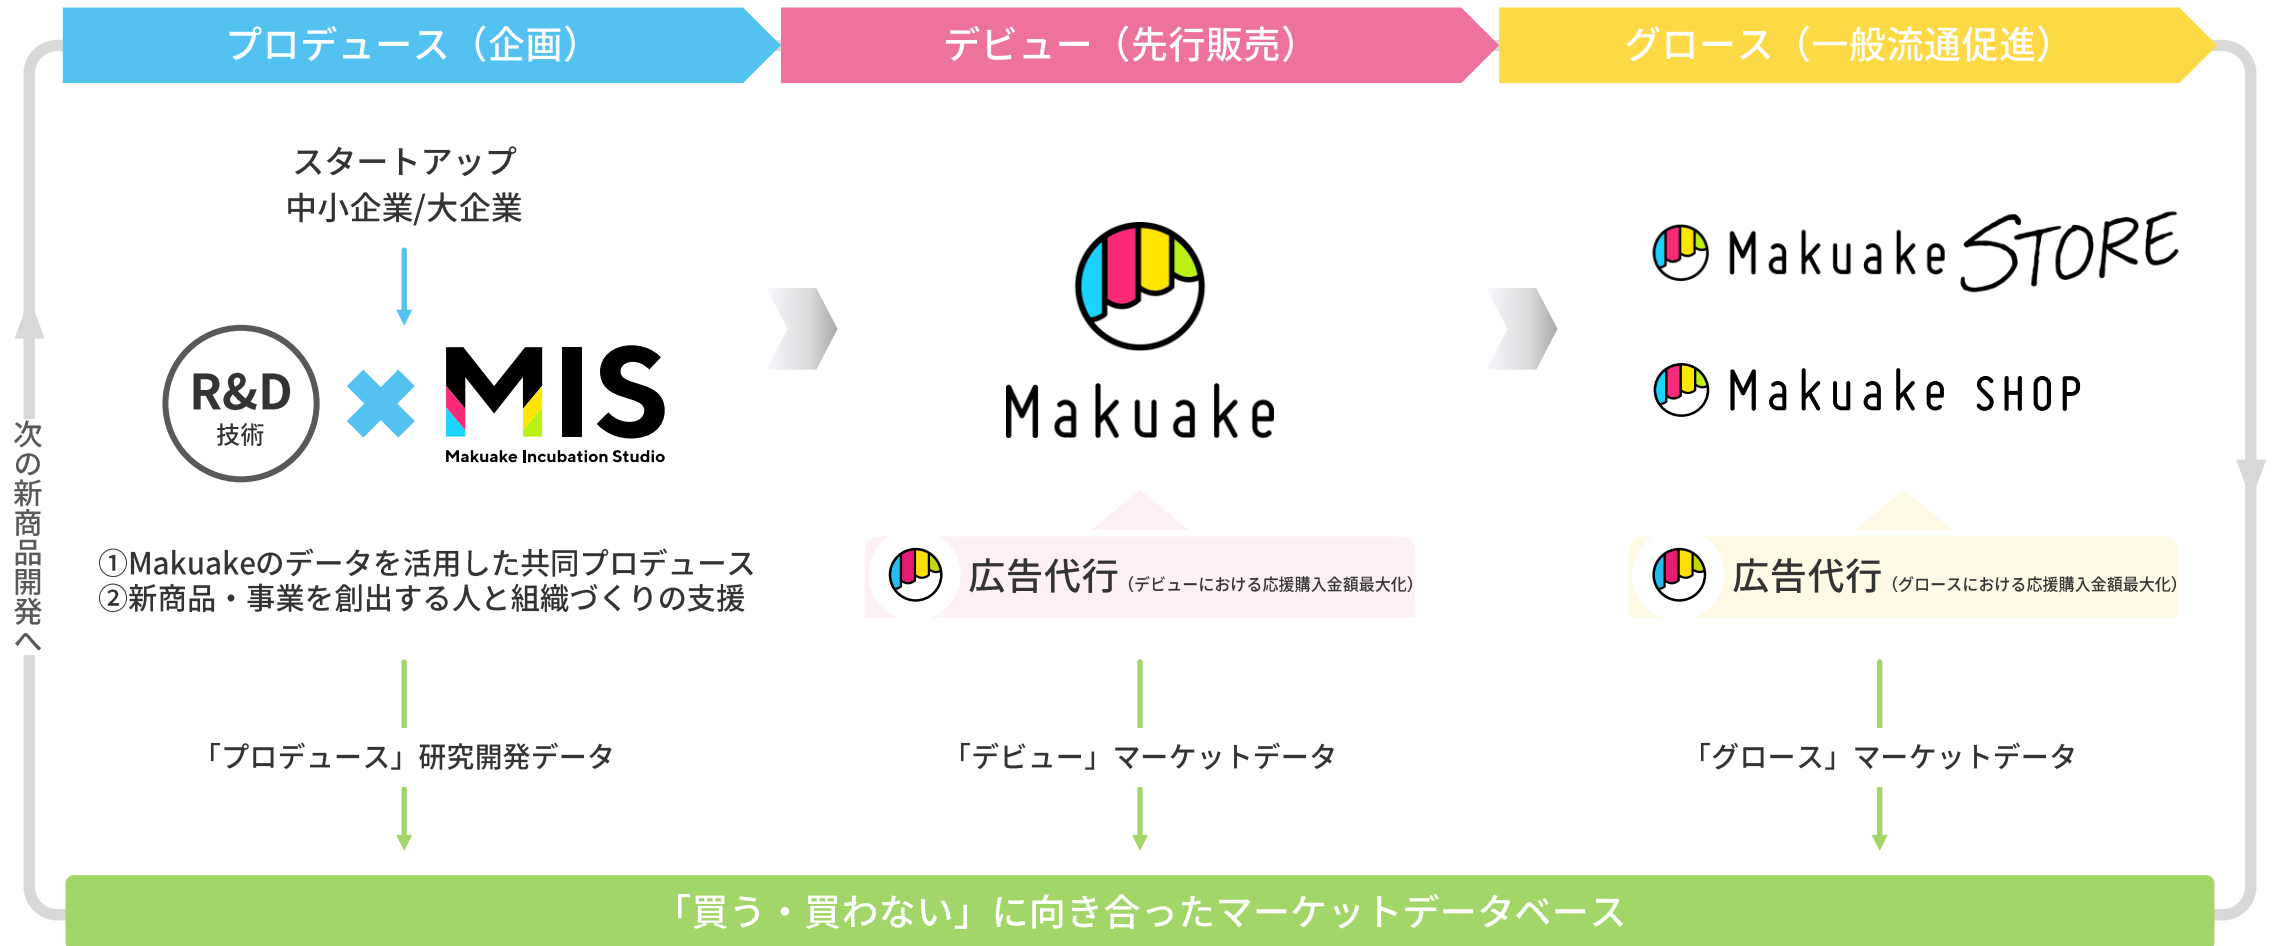 プロデュース（企画）
デビュー（先行販売）
グロース（一般流通促進）
スタートアップ
中小企業/大企業
R&D
技術
MIS
Makuake Incubation Studio
①Makuakeのデータを活用した共同プロデュース
②新商品・事業を創出する人と組織づくりの支援
Makuake
広告代行（デビューにおける応援購入金額最大化）
Makuake STORE
Makuake SHOP
広告代行（グロースにおける応援購入金額最大化）
「プロデュース」研究開発データ
「デビュー」マーケットデータ
「グロース」マーケットデータ
「買う・買わない」に向き合ったマーケットデータベース
次の新商品開発へ